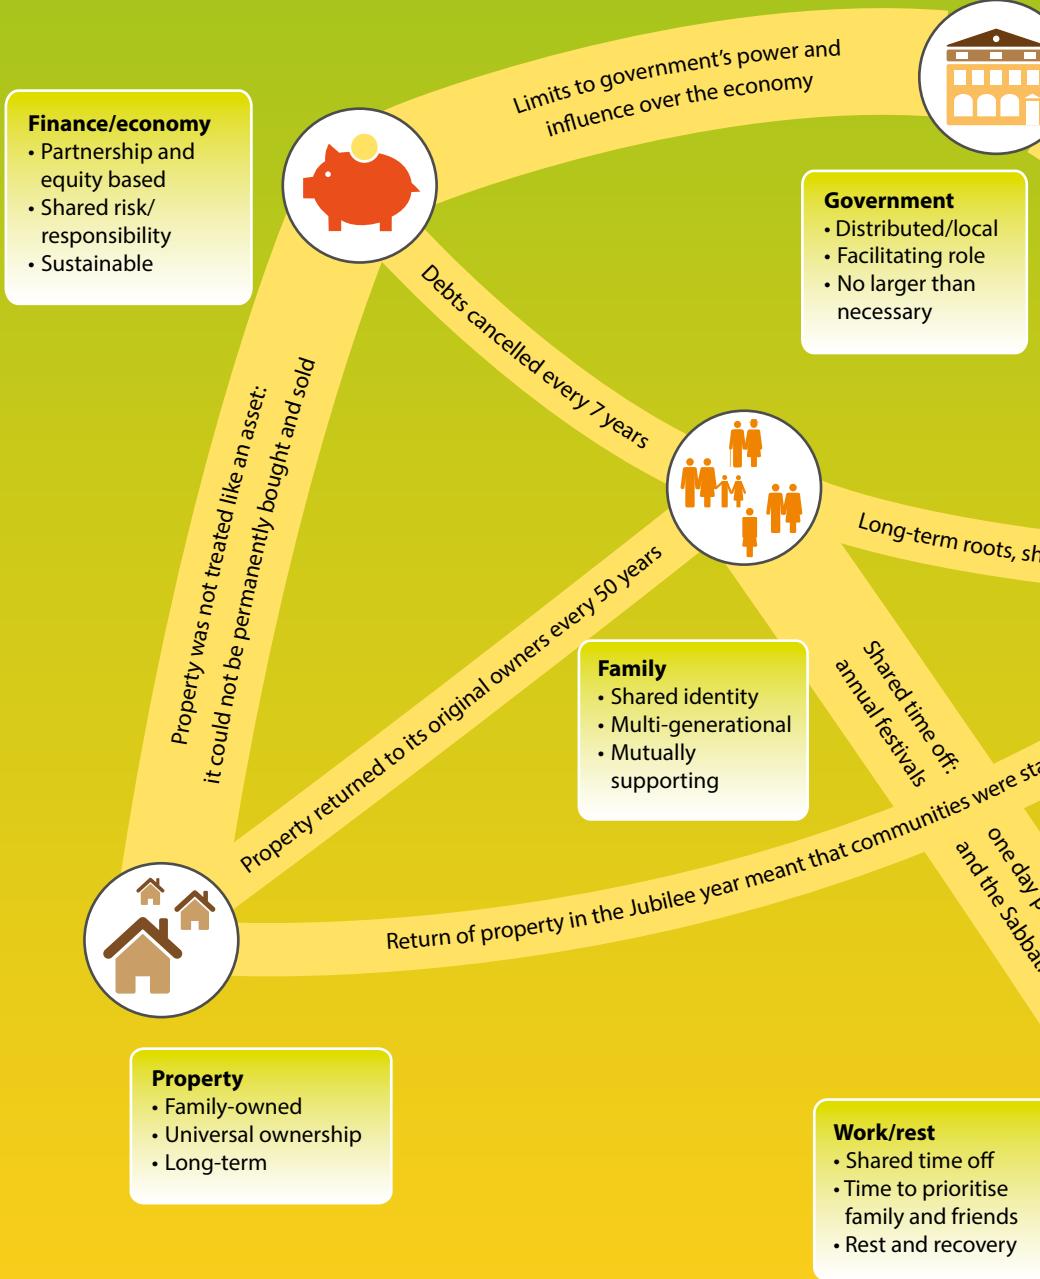 Limits to government's power and
influence over the economy
Finance/economy
• Partnership and
equity based
• Shared risk/
responsibility
• Sustainable
Government
• Distributed/local
• Facilitating role
• No larger than
necessary
Debts cancelled every 7 years
Property was not treated like an asset:
it could not be permanently bought and sold
Long-term roots, sh
Property returned to its original owners every 50 years
Family
• Shared identity
• Multi-generational
• Mutually
supporting
Shared time off:
annual festivals
one day p
and the Sabbat
Return of property in the Jubilee year meant that communities were sta
Property
• Family-owned
• Universal ownership
• Long-term
Work/rest
• Shared time off
• Time to prioritise
family and friends
• Rest and recovery